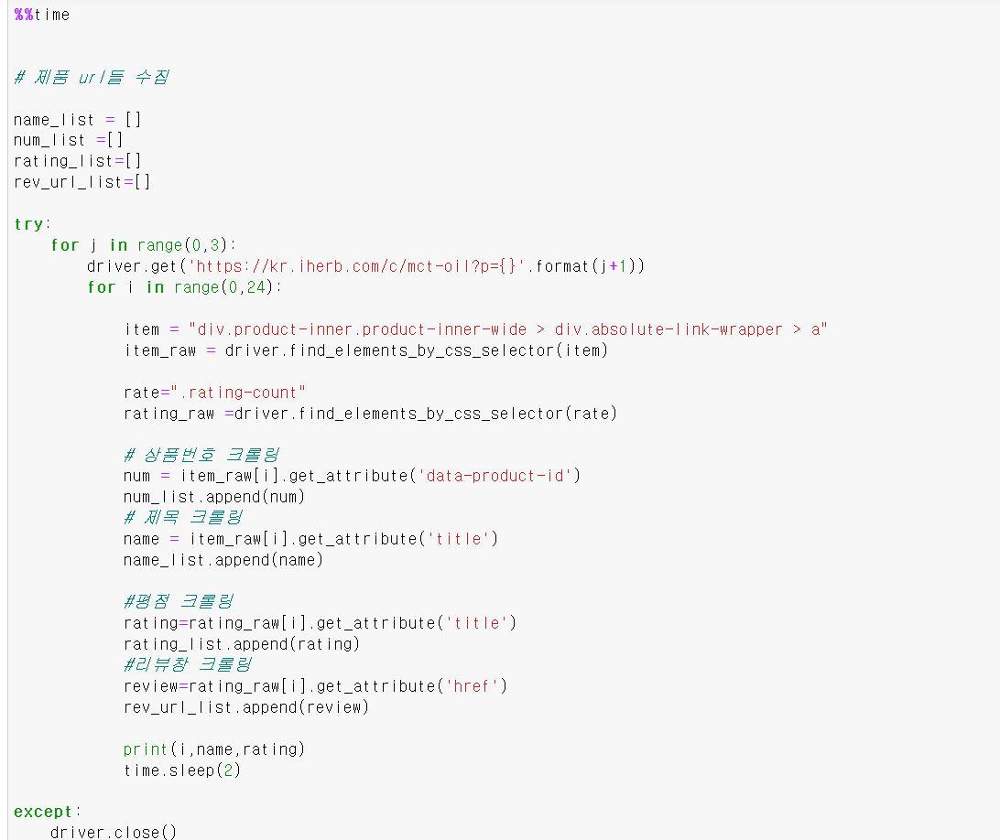 %%time
# 제품 url들 수집
name_list = []
num_list =[]
rating_list=[]
rev_url_list=[]
try:
for j in range(0,3):
driver.get('https://kr.iherb.com/c/mct-oil?p={}'.format(j+1))
for i in range(0,24):
item = "div.product-inner.product-inner-wide > div.absolute-link-wrapper > a"
item_raw = driver.find_elements_by_css_selector(item)
rate=".rating-count"
rating_raw =driver.find_elements_by_css_selector(rate)
# 상품번호 크롤링
num = item_raw[i].get_attribute('data-product-id')
num_list.append(num)
# 제목 크롤링
name = item_raw[i].get_attribute('title')
name_list.append(name)
#평점 크롤링
rating=rating_raw[i].get_attribute('title')
rating_list.append(rating)
#리뷰창 크롤링
review=rating_raw[i].get_attribute('href')
rev_url_list.append(review)
print(i,name,rating)
time.sleep(2)
except:
driver.close()